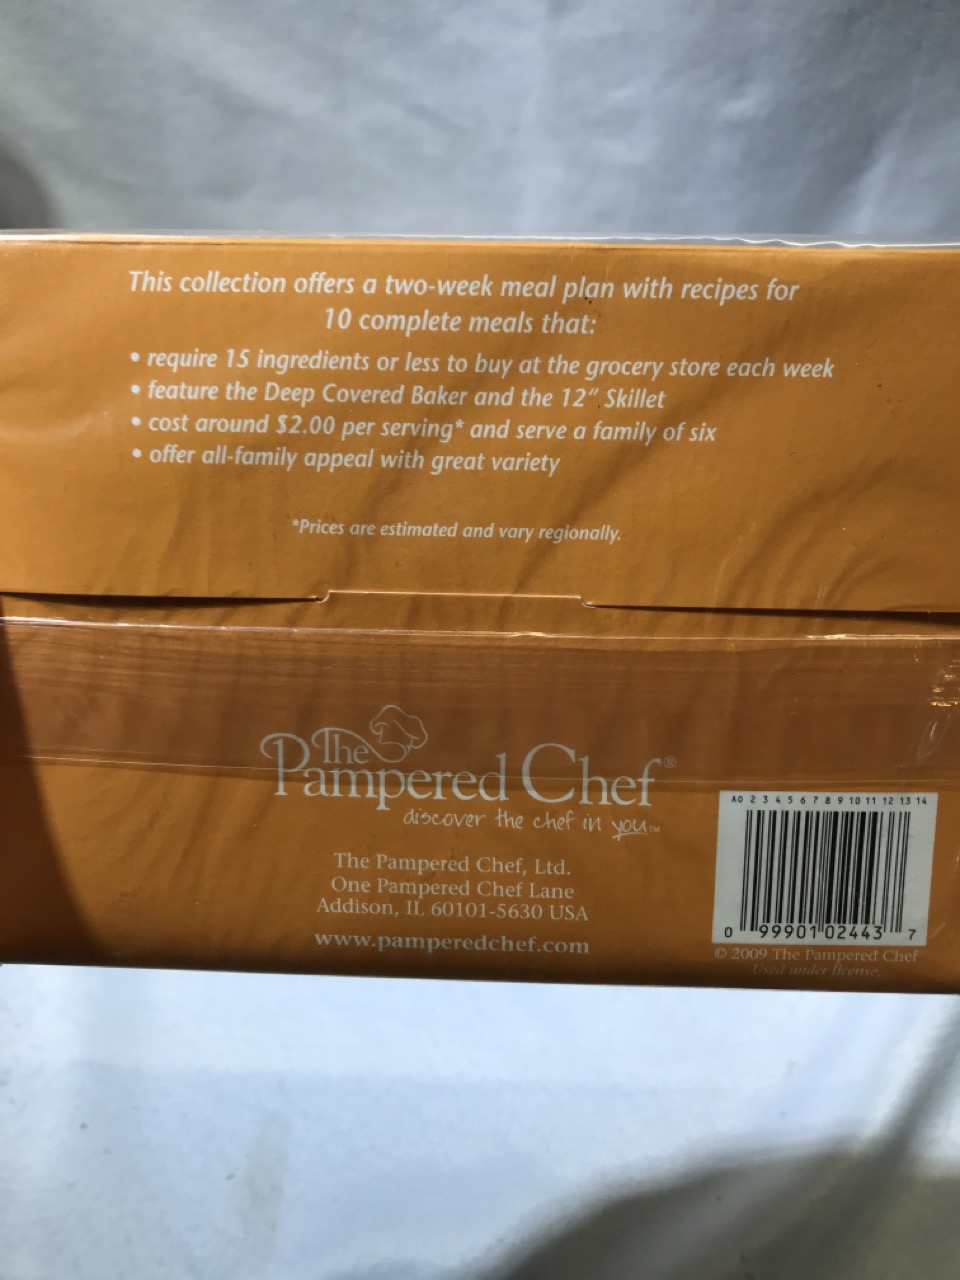 This collection offers a two-week meal plan with recipes for
10 complete meals that:
• require 15 ingredients or less to buy at the grocery store each week
• feature the Deep Covered Baker and the 12" Skillet
• cost around $2.00 per serving* and serve a family of six
• offer all-family appeal with great variety
*Prices are estimated and vary regionally.
The
Pampered Chef®
discover the chef in you™
The Pampered Chef, Ltd.
One Pampered Chef Lane
Addison, IL 60101-5630 USA
www.pamperedchef.com
A0 2 3 4 5 6 7 8 9 10 11 12 13 14
0 99901 02443 7
© 2009 The Pampered Chef
Used under license.